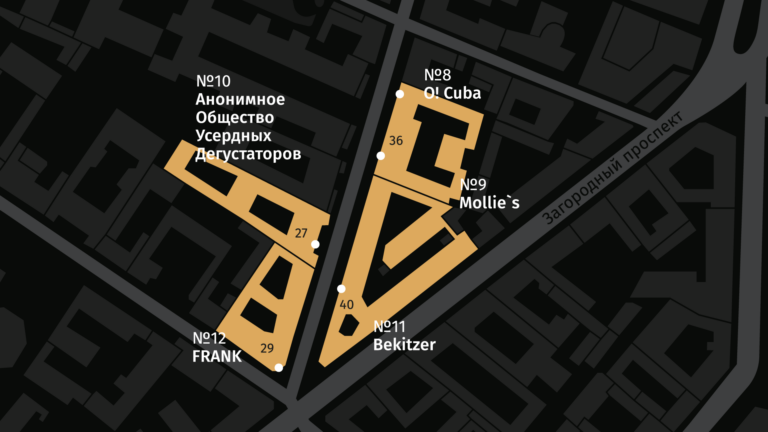 №8
O! Cuba
№10
Анонимное
Общество
Усердных
Дегустаторов
36
Загородный проспект
№9
Mollie`s
27
40
№11
Bekitzer
№12
FRANK
29